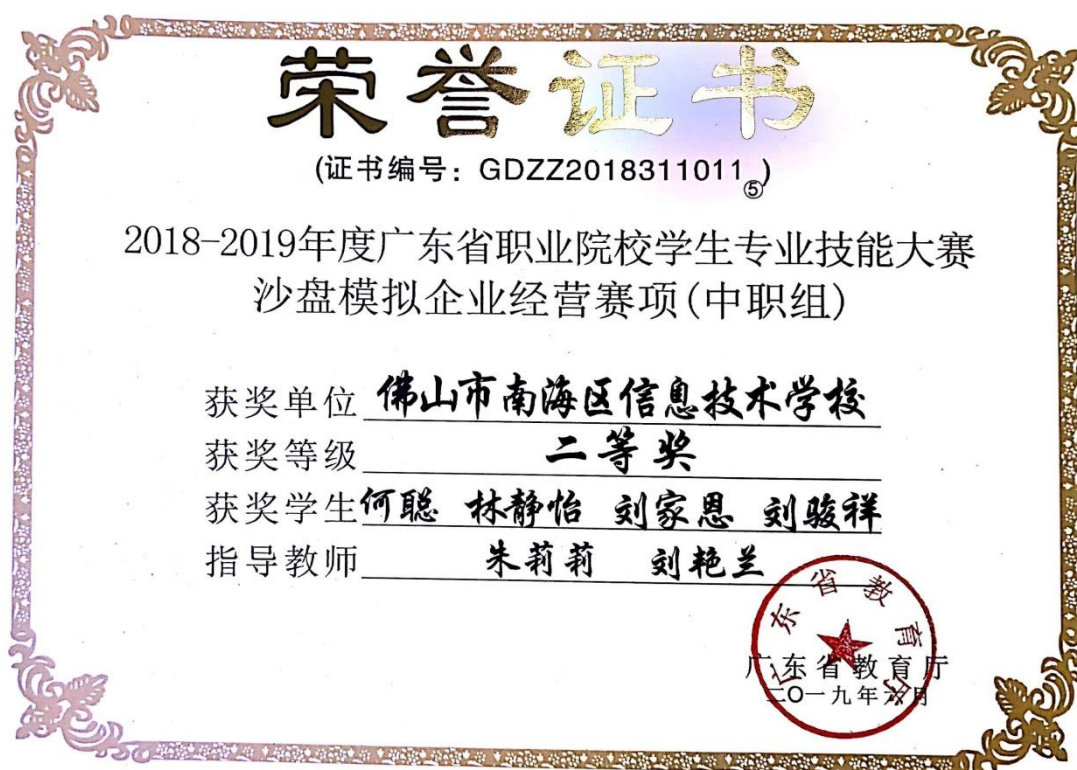 荣誉证书
(证书编号：GDZZ2018311011⑤)
2018-2019年度广东省职业院校学生专业技能大赛
沙盘模拟企业经营赛项(中职组)
获奖单位 佛山市南海区信息技术学校
获奖等级 二等奖
获奖学生 何聪 林静怡 刘家恩 刘骏祥
指导教师 朱莉莉 刘艳兰
广东省教育厅
广东省教育厅
二〇一九年六月